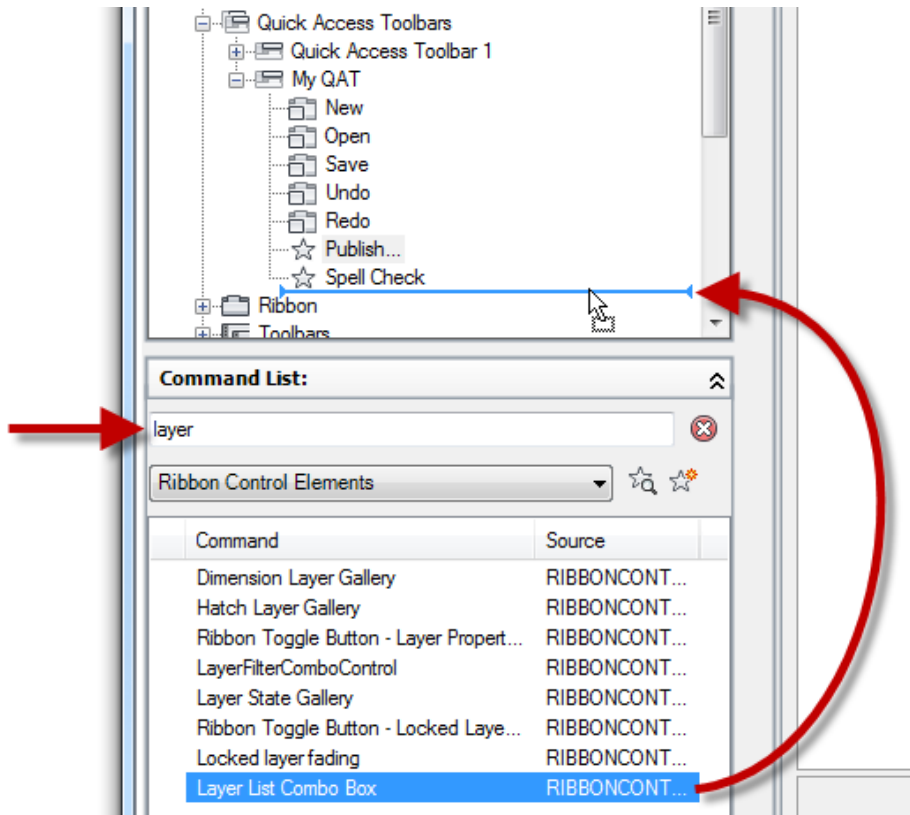 Quick Access Toolbars
Quick Access Toolbar 1
My QAT
New
Open
Save
Undo
Redo
Publish...
Spell Check
Ribbon
Toolbars
Command List:
layer
Ribbon Control Elements
Command Source
Dimension Layer Gallery RIBBONCONT...
Hatch Layer Gallery RIBBONCONT...
Ribbon Toggle Button - Layer Propert... RIBBONCONT...
LayerFilterComboControl RIBBONCONT...
Layer State Gallery RIBBONCONT...
Ribbon Toggle Button - Locked Laye... RIBBONCONT...
Locked layer fading RIBBONCONT...
Layer List Combo Box RIBBONCONT...